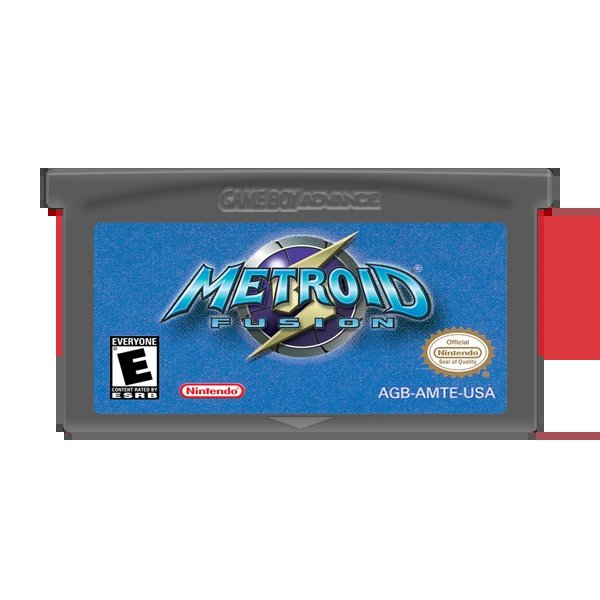 GAME BOY ADVANCE
METROID®
FUSION
EVERYONE
E
CONTENT RATED BY
ESRB
Nintendo®
Official
Nintendo
Seal of Quality
AGB-AMTE-USA